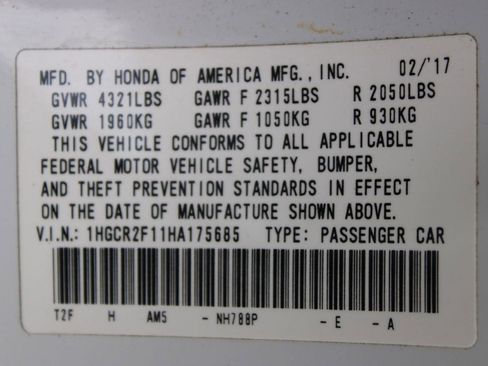 MFD. BY HONDA OF AMERICA MFG., INC. 02/'17
GVWR 4321LBS GAWR F 2315LBS R 2050LBS
GVWR 1960KG GAWR F 1050KG R 930KG
THIS VEHICLE CONFORMS TO ALL APPLICABLE
FEDERAL MOTOR VEHICLE SAFETY, BUMPER,
AND THEFT PREVENTION STANDARDS IN EFFECT
ON THE DATE OF MANUFACTURE SHOWN ABOVE.
V.I.N.: 1HGCR2F11HA175685 TYPE: PASSENGER CAR
T2F H AM5 - NH788P - E - A